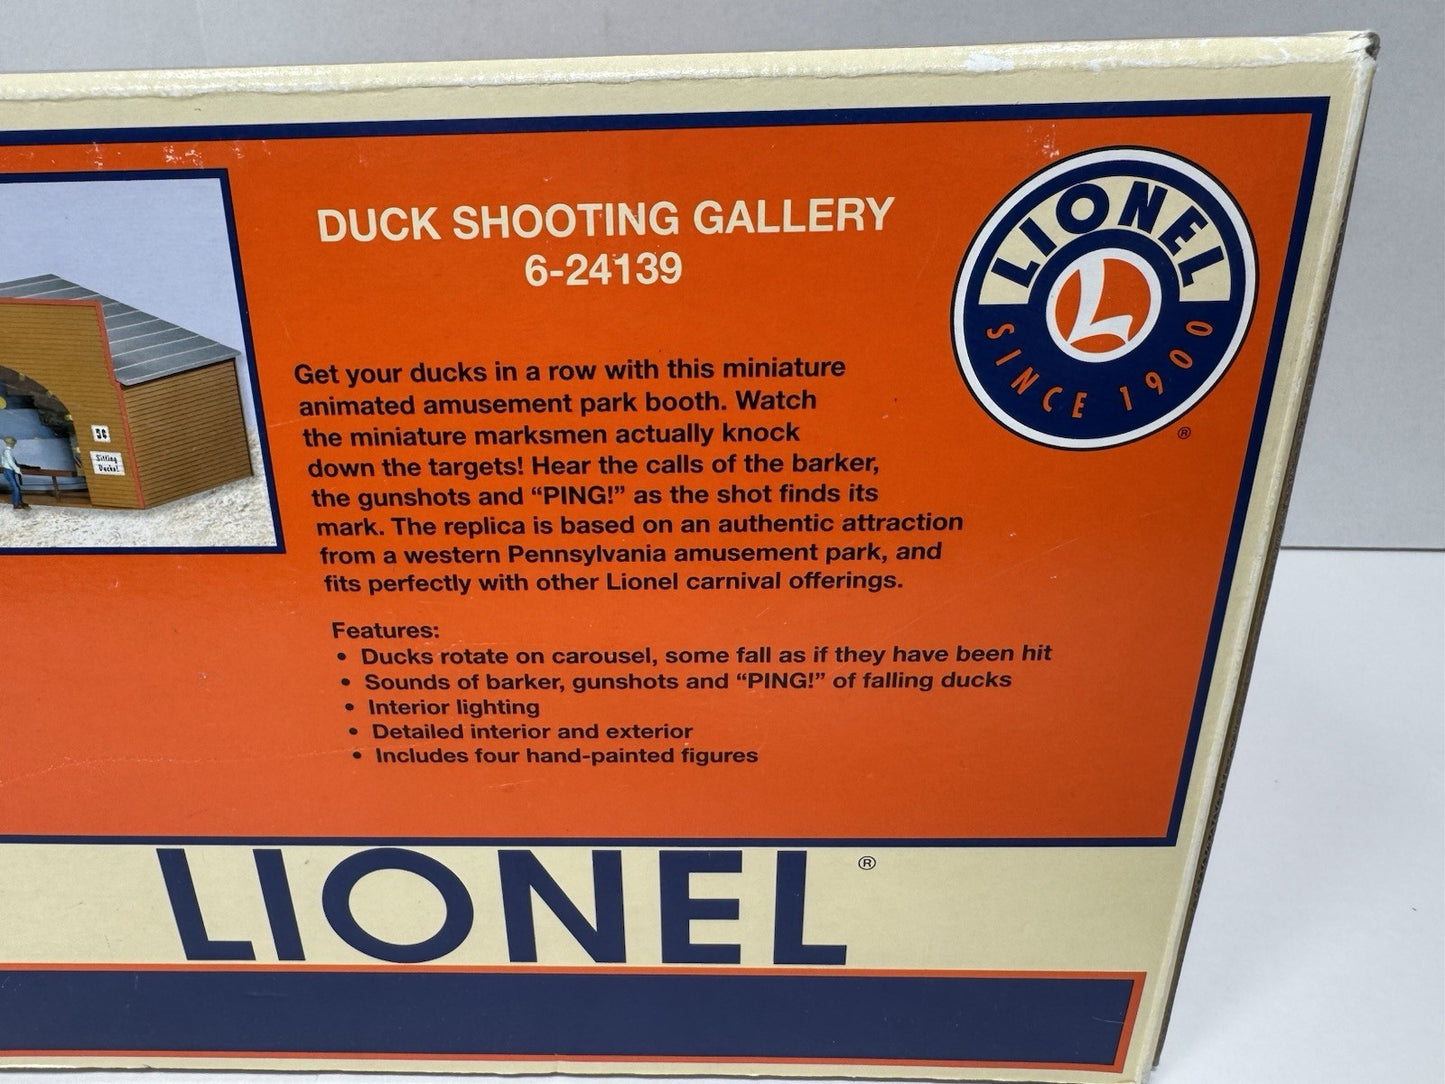 DUCK SHOOTING GALLERY
6-24139
LIONEL
L
SINCE 1900
®
Get your ducks in a row with this miniature
animated amusement park booth. Watch
the miniature marksmen actually knock
down the targets! Hear the calls of the barker,
the gunshots and “PING!” as the shot finds its
mark. The replica is based on an authentic attraction
from a western Pennsylvania amusement park, and
fits perfectly with other Lionel carnival offerings.
5¢
Sitting
Ducks!
Features:
• Ducks rotate on carousel, some fall as if they have been hit
• Sounds of barker, gunshots and “PING!” of falling ducks
• Interior lighting
• Detailed interior and exterior
• Includes four hand-painted figures
LIONEL®